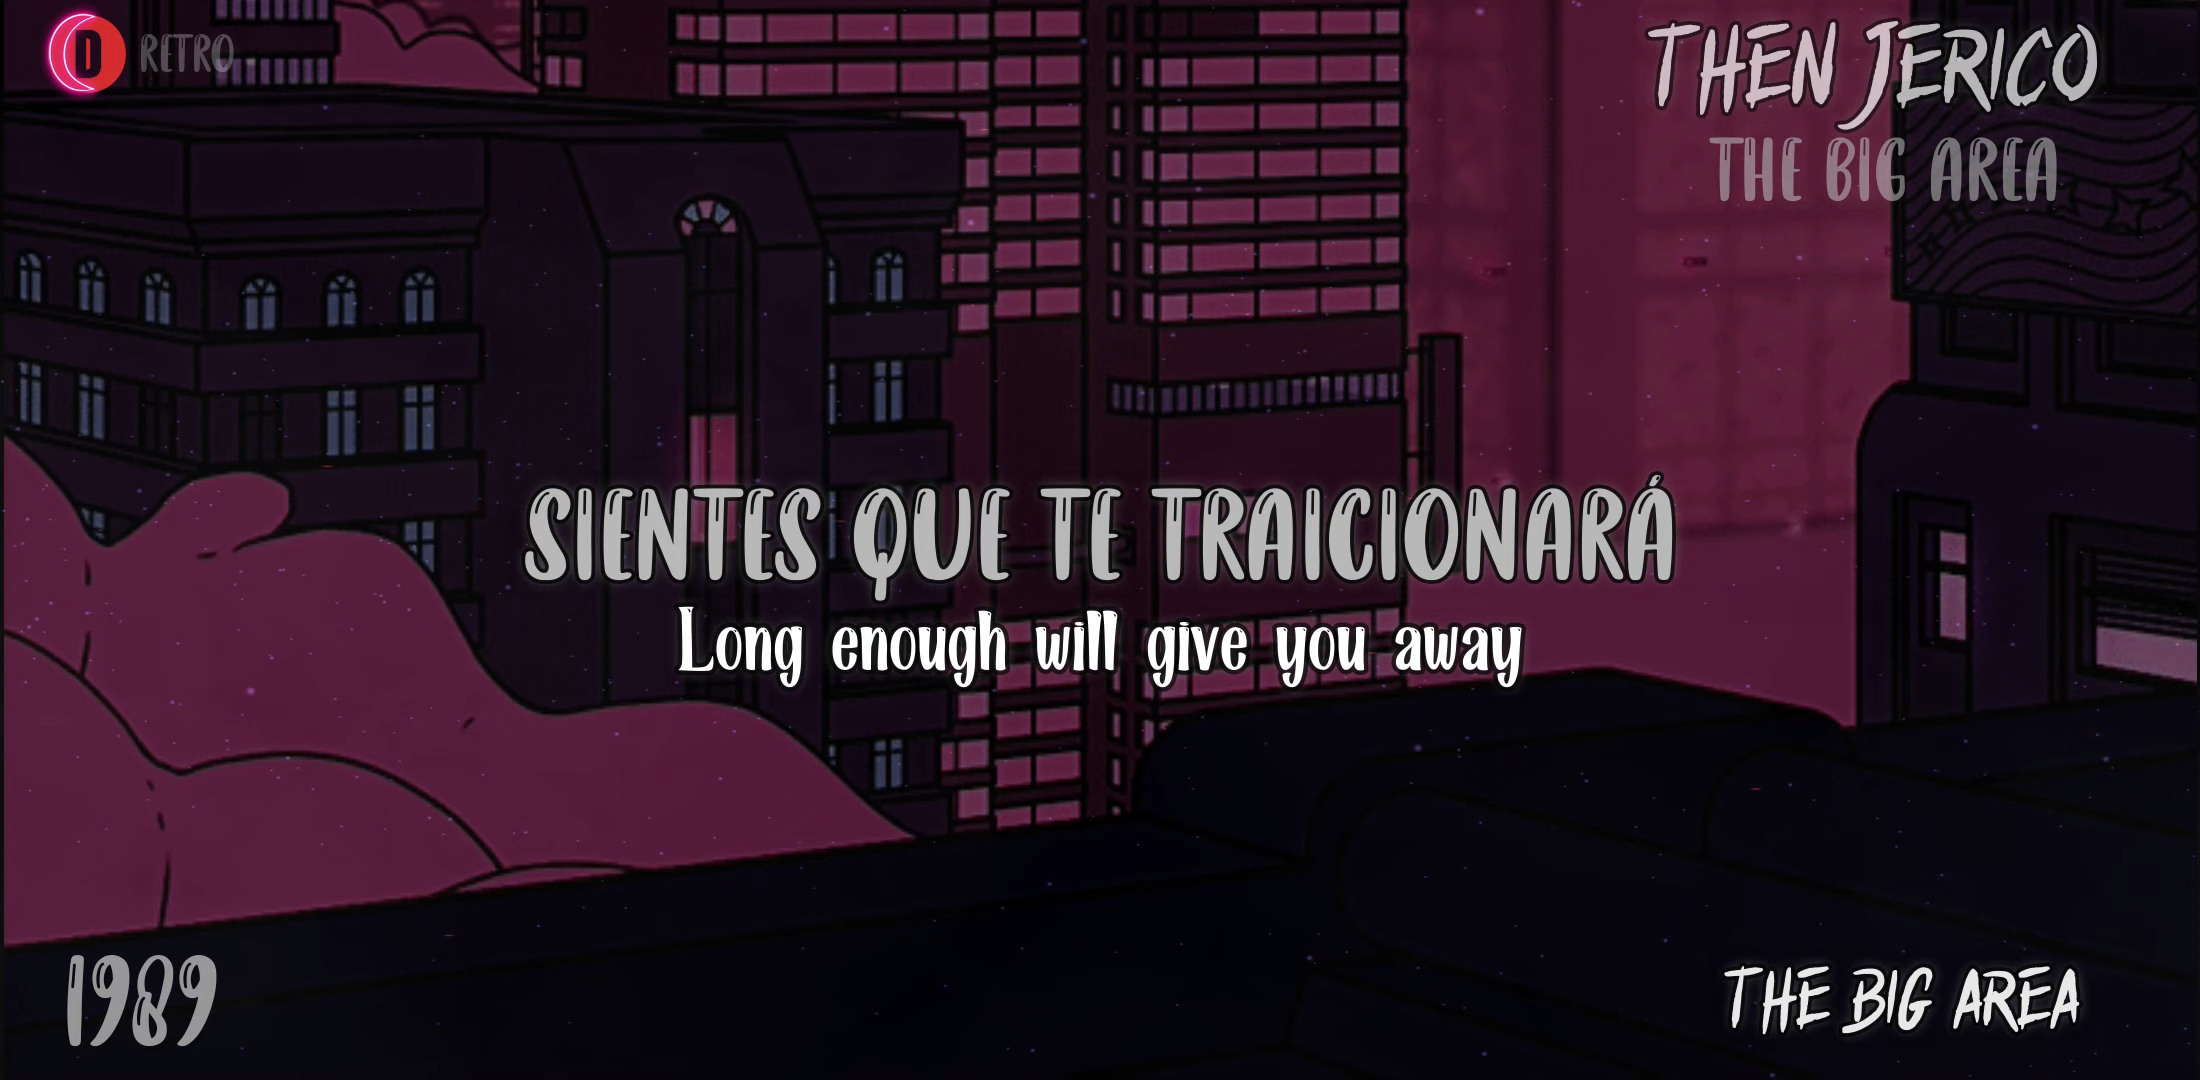 D RETRO
THEN JERICO
THE BIG AREA
SIENTES QUE TE TRAICIONARÁ
Long enough will give you away
1989
THE BIG AREA